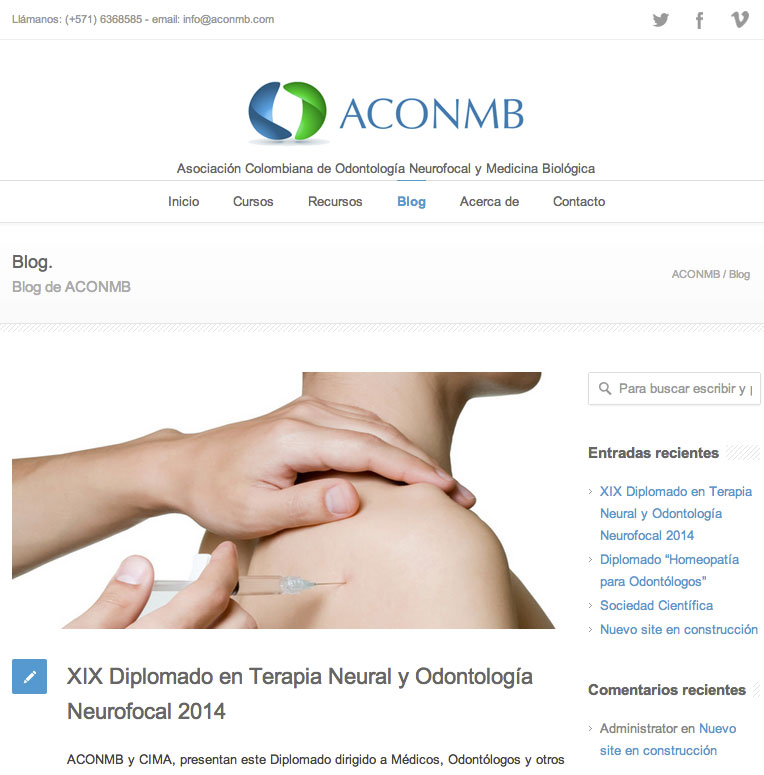 Llámanos: (+571) 6368585 - email: info@aconmb.com
ACONMB
Asociación Colombiana de Odontología Neurofocal y Medicina Biológica
Inicio Cursos Recursos Blog Acerca de Contacto
Blog.
Blog de ACONMB
ACONMB / Blog
Para buscar escribir y
Entradas recientes
XIX Diplomado en Terapia
Neural y Odontología
Neurofocal 2014
Diplomado “Homeopatía
para Odontólogos”
Sociedad Científica
Nuevo site en construcción
Comentarios recientes
Administrator en Nuevo
site en construcción
XIX Diplomado en Terapia Neural y Odontología
Neurofocal 2014
ACONMB y CIMA, presentan este Diplomado dirigido a Médicos, Odontólogos y otros